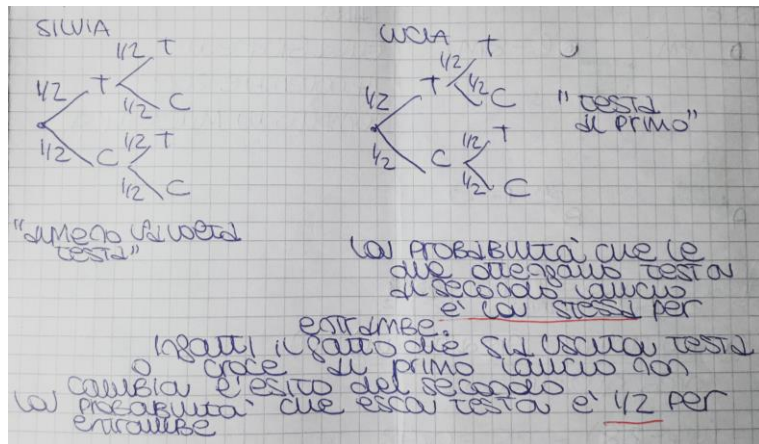 SILVIA
1/2 T
1/2 T
1/2 C
1/2 T
1/2 C
1/2 C
"almeno 1 volta
testa"
LUCIA
1/2 T
1/2 T
1/2 C
1/2 T
1/2 C
1/2 C
"testa
al primo"
La probabilità che le
due ottengano testa
al secondo lancio
è la stessa per
entrambe.
Infatti il fatto che sia uscita testa
o croce al primo lancio non
cambia l'esito del secondo
La probabilità che esca testa è 1/2 per
entrambe